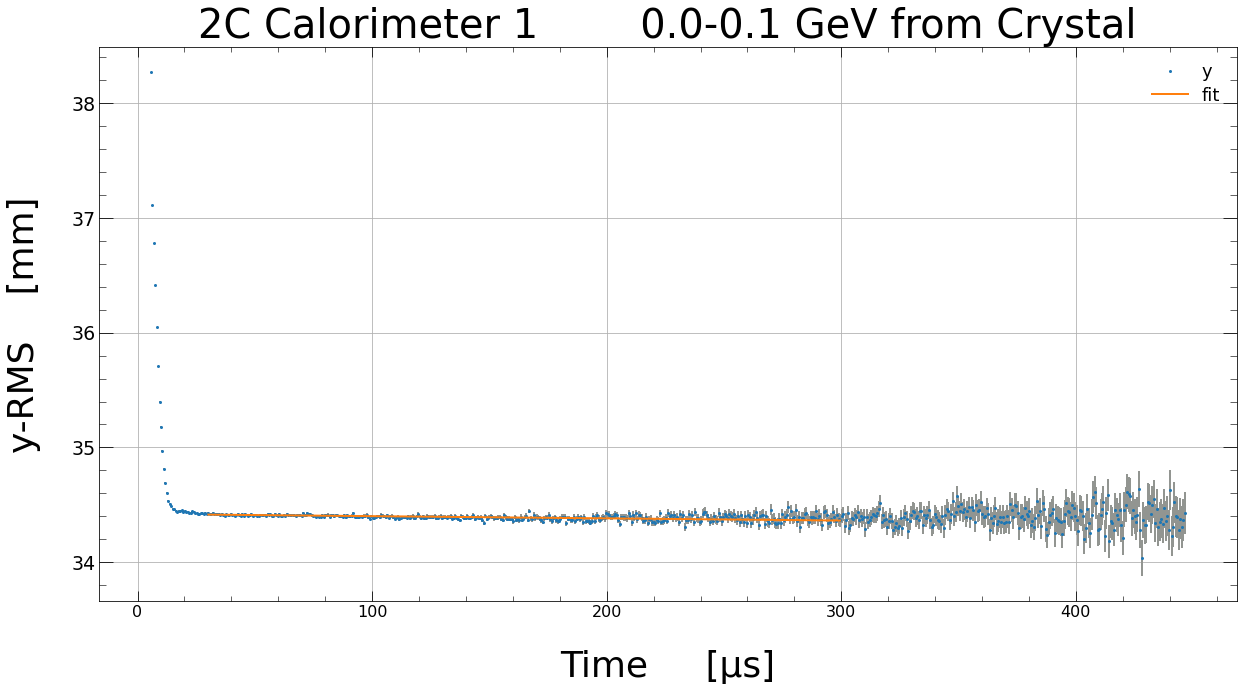 2C Calorimeter 1 0.0-0.1 GeV from Crystal
y
fit
38
37
36
35
34
y-RMS [mm]
0 100 200 300 400
Time [μs]